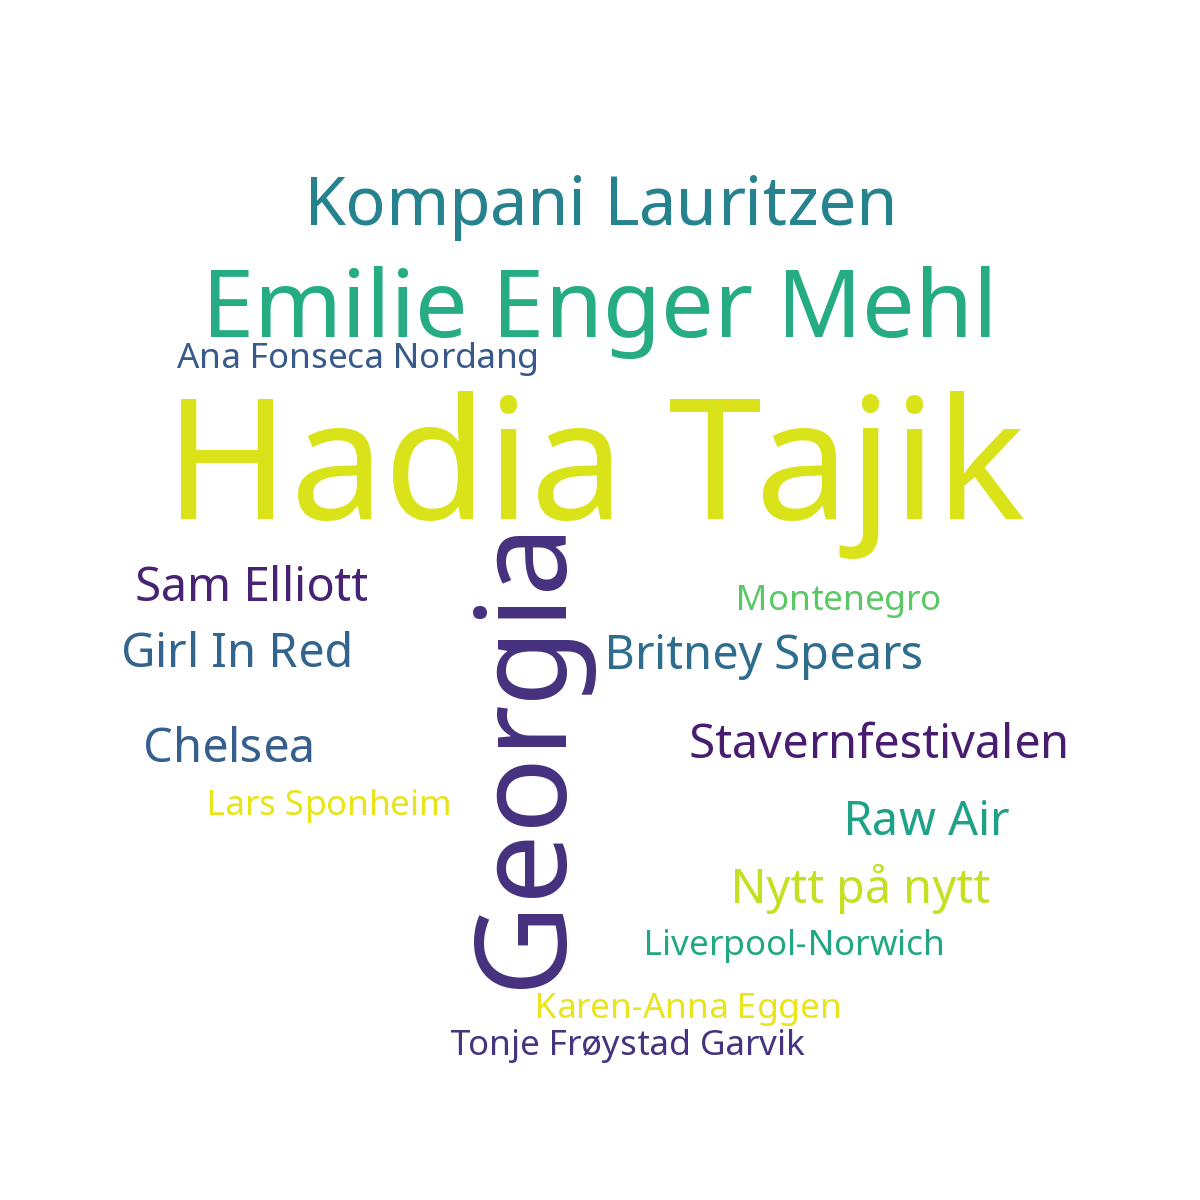 Kompani Lauritzen
Emilie Enger Mehl
Ana Fonseca Nordang
Hadia Tajik
Georgia
Sam Elliott
Montenegro
Girl In Red
Britney Spears
Chelsea
Stavernfestivalen
Lars Sponheim
Raw Air
Nytt på nytt
Liverpool-Norwich
Karen-Anna Eggen
Tonje Frøystad Garvik